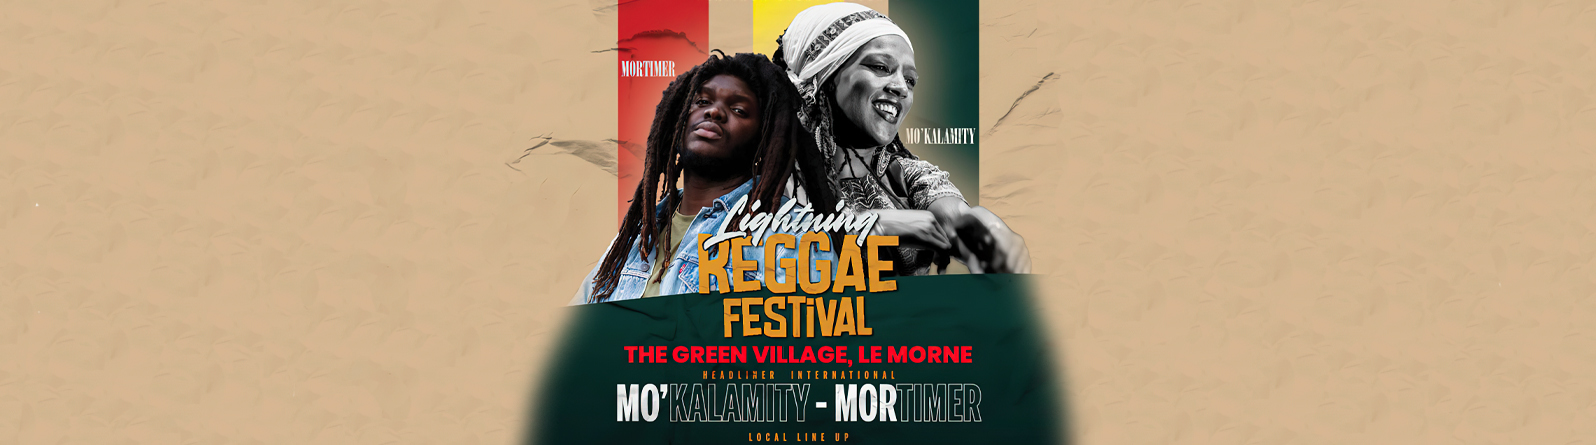 MORTIMER
MO'KALAMITY
Lightning
REGGAE
FESTiVAL
THE GREEN VILLAGE, LE MORNE
HEADLINER INTERNATIONAL
MO'KALAMITY - MORTIMER
LOCAL LINE UP